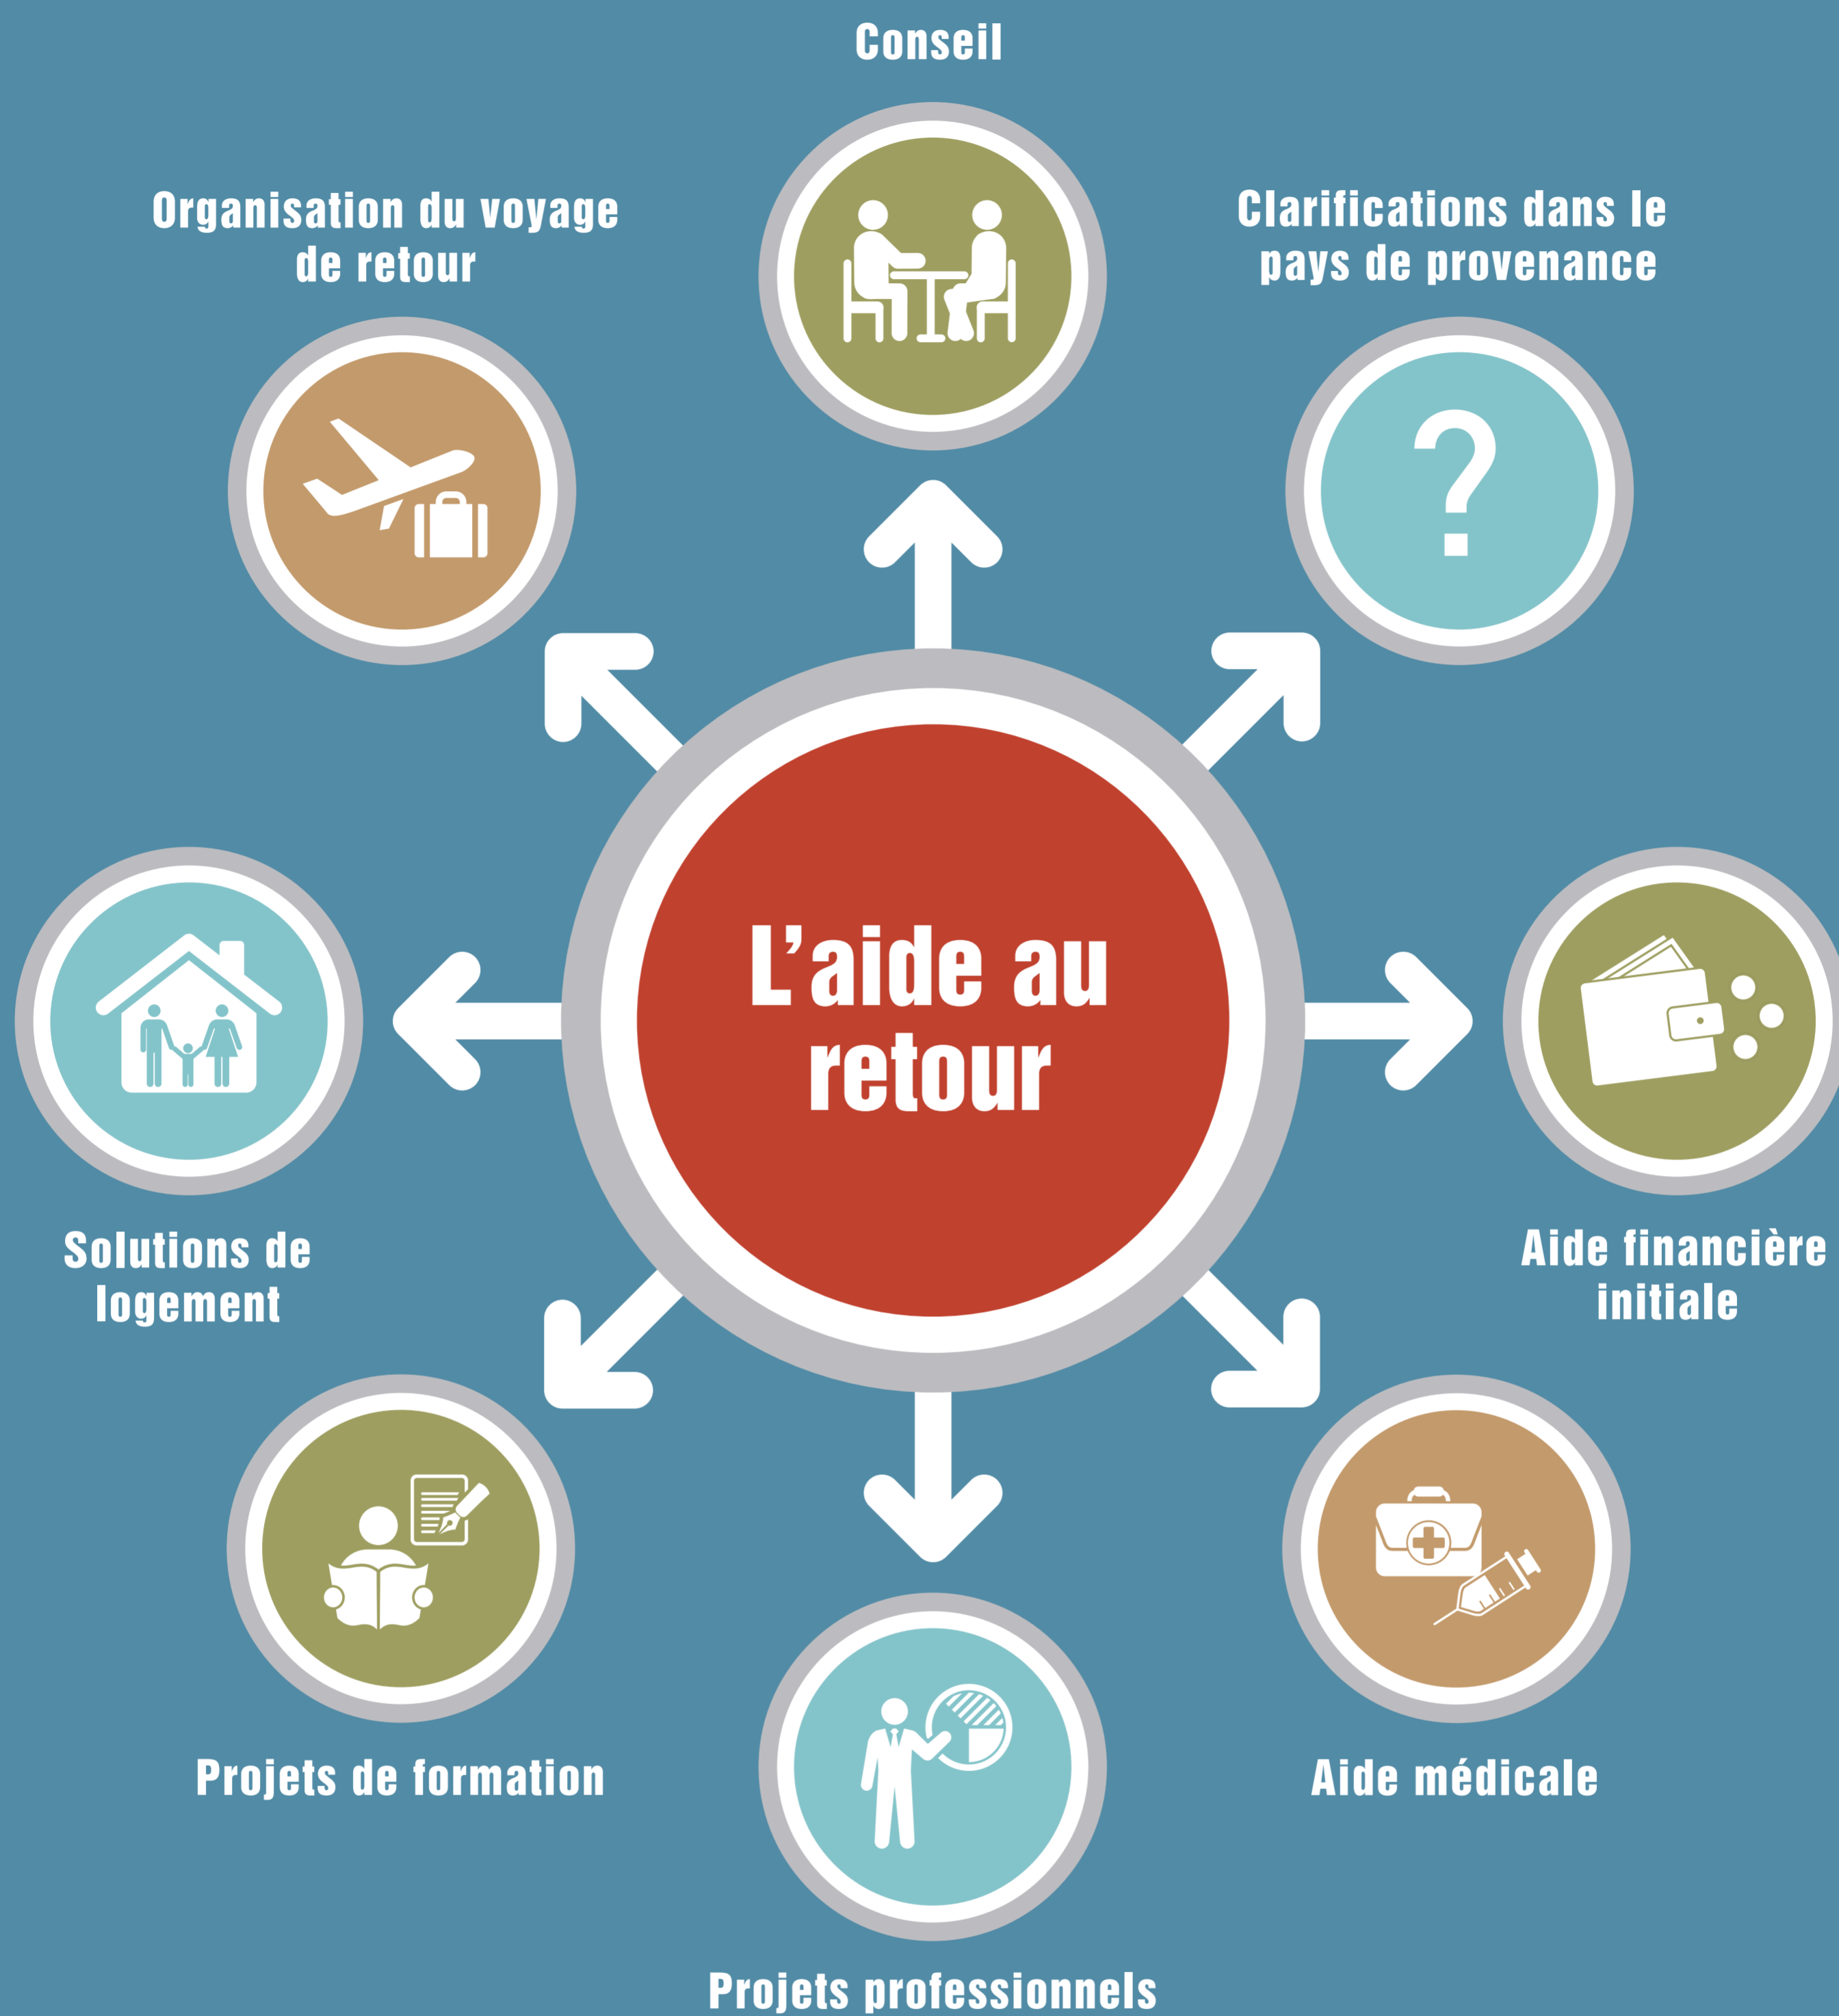 Conseil
Organisation du voyage
de retour
Clarifications dans le
pays de provenance
L’aide au
retour
Solutions de
logement
Aide financière
initiale
Projets de formation
Aide médicale
Projets professionnels